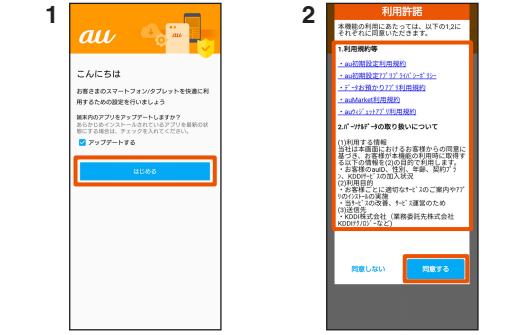 1
au
こんにちは
お客さまのスマートフォン/タブレットを快適に利
用するための設定を行いましょう
端末内のアプリをアップデートしますか？
あらかじめインストールされているアプリを最新の状
態にする場合は、チェックを入れてください。
アップデートする
はじめる
2
利用許諾
本機能の利用にあたっては、以下の1,2に
それぞれに同意いただきます。
1.利用規約等
・au初期設定利用規約
・au初期設定ｱﾌﾟﾘﾌﾟﾗｲﾊﾞｼｰﾎﾟﾘｼｰ
・ﾃﾞｰﾀお預かりｱﾌﾟﾘ利用規約
・auMarket利用規約
・auｳｨｼﾞｪｯﾄｱﾌﾟﾘ利用規約
2.ﾊﾟｰｿﾅﾙﾃﾞｰﾀの取り扱いについて
(1)利用する情報
当社は本画面におけるお客様からの同意に
基づき、お客様が本機能の利用時に取得す
る以下の情報を(2)の目的で利用します。
・お客様のauID、性別、年齢、契約ﾌﾟﾗ
ﾝ、KDDIｻｰﾋﾞｽの加入状況
(2)利用目的
・お客様ごとに適切なｻｰﾋﾞｽのご案内やｱﾌﾟ
ﾘのｲﾝｽﾄｰﾙの実施
・当ｻｰﾋﾞｽの改善、ｻｰﾋﾞｽ運営のため
(3)送信先
・KDDI株式会社（業務委託先株式会社
KDDIﾃｸﾉﾛｼﾞｰなど)
同意しない
同意する